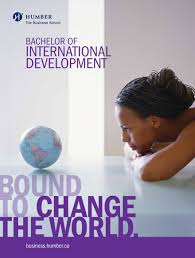 HUMBER
The Business School
BACHELOR OF
INTERNATIONAL
DEVELOPMENT
BOUND
TO CHANGE
THE WORLD.
business.humber.ca